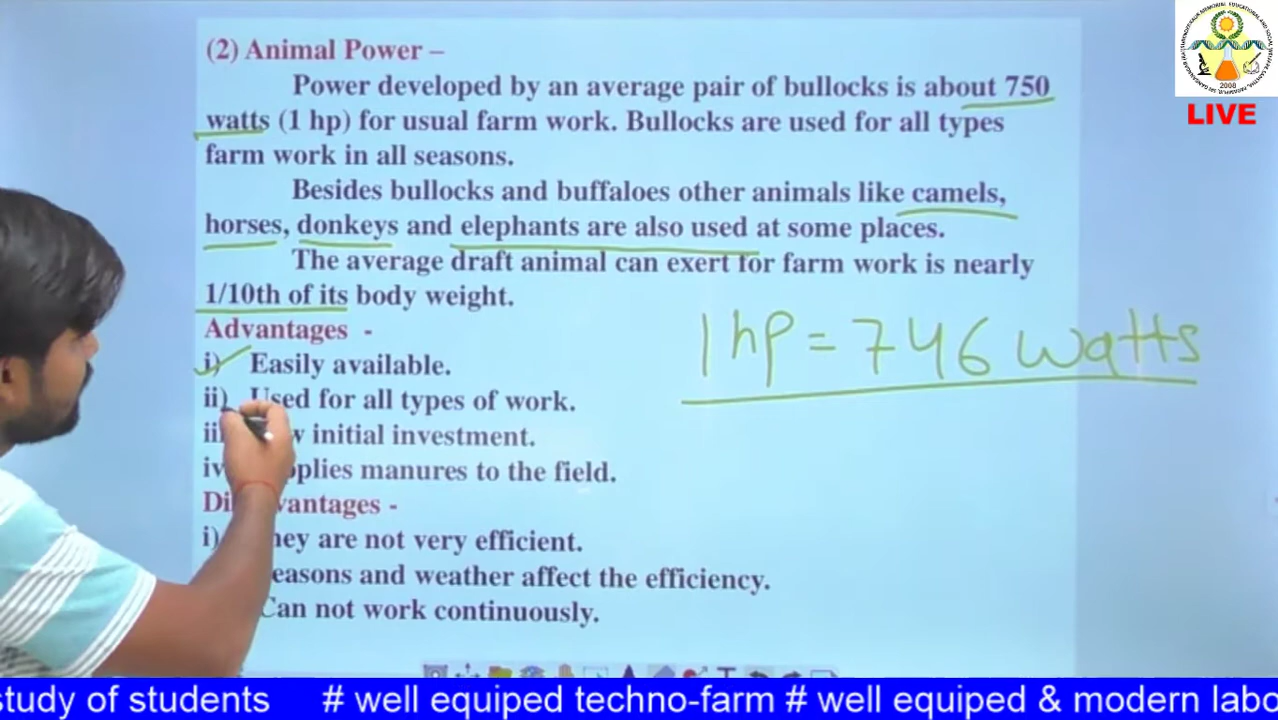 (2) Animal Power –
Power developed by an average pair of bullocks is about 750
watts (1 hp) for usual farm work. Bullocks are used for all types
farm work in all seasons.
Besides bullocks and buffaloes other animals like camels,
horses, donkeys and elephants are also used at some places.
The average draft animal can exert for farm work is nearly
1/10th of its body weight.
Advantages -
i) Easily available.
ii) Used for all types of work.
initial investment.
manures to the field.
i) are not very efficient.
and weather affect the efficiency.
Can not work continuously.
1 hp = 746 watts
2008
LIVE
study of students # well equiped techno-farm # well equiped & modern labo